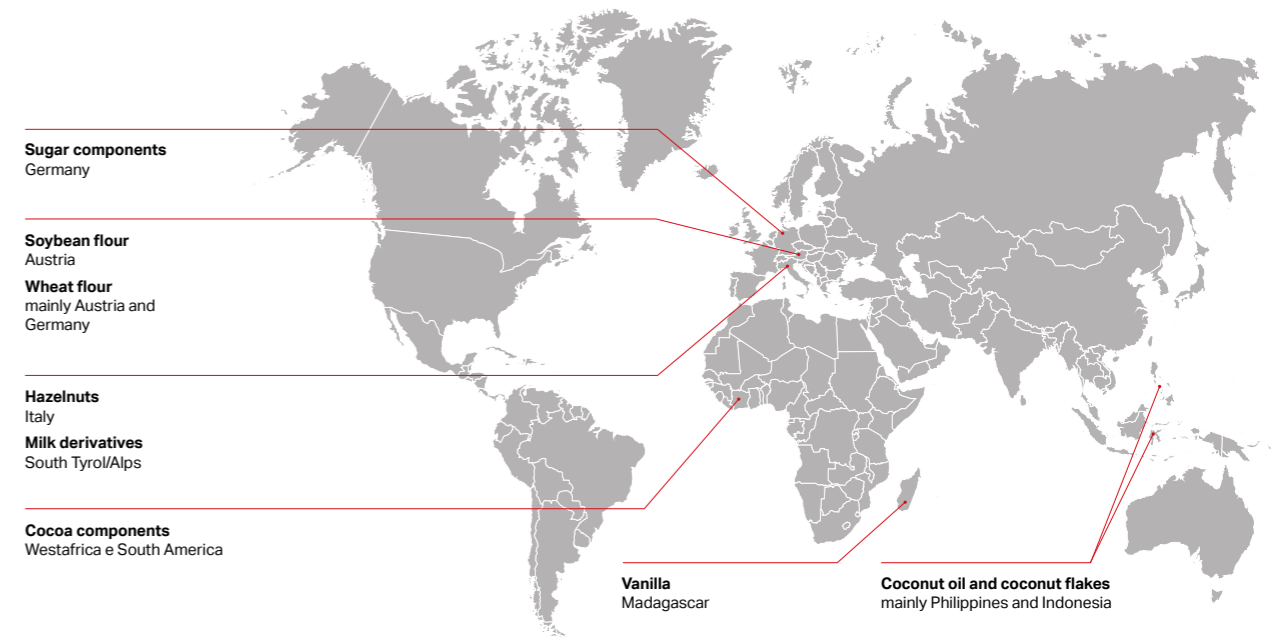 Sugar components
Germany
Soybean flour
Austria
Wheat flour
mainly Austria and
Germany
Hazelnuts
Italy
Milk derivatives
South Tyrol/Alps
Cocoa components
Westafrica e South America
Vanilla
Madagascar
Coconut oil and coconut flakes
mainly Philippines and Indonesia